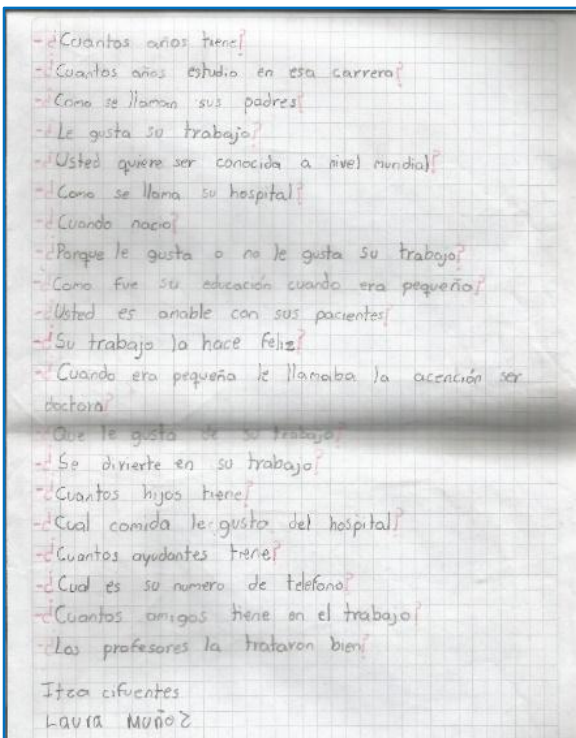 -¿Cuantos años tiene?
-¿Cuantos años estudio en esa carrera?
-¿Como se llaman sus padres?
-¿Le gusta su trabajo?
-¿Usted quiere ser conocida a nivel mundial?
-¿Como se llama su hospital?
-¿Cuando nacio?
-¿Porque le gusta o no le gusta su trabajo?
-¿Como fue su educación cuando era pequeña?
-¿Usted es amable con sus pacientes?
-¿Su trabajo la hace feliz?
-¿Cuando era pequeña le llamaba la acención ser
doctora?
-¿Que le gusta de su trabajo?
-¿Se divierte en su trabajo?
-¿Cuantos hijos tiene?
-¿Cual comida le gusta del hospital?
-¿Cuantos ayudantes tiene?
-¿Cual es su numero de telefono?
-¿Cuantos amigos tiene en el trabajo?
-¿Los profesores la trataron bien?
Itza cifuentes
Laura Muñoz